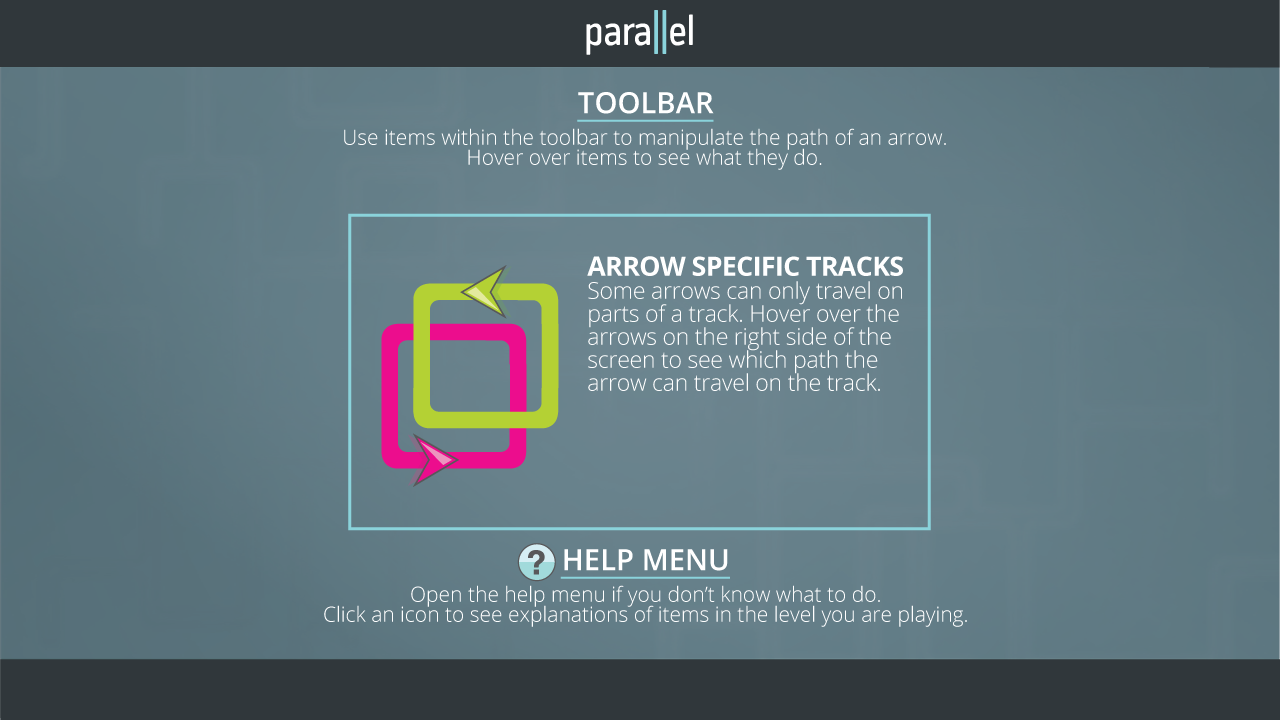 parallel
TOOLBAR
Use items within the toolbar to manipulate the path of an arrow.
Hover over items to see what they do.
ARROW SPECIFIC TRACKS
Some arrows can only travel on
parts of a track. Hover over the
arrows on the right side of the
screen to see which path the
arrow can travel on the track.
? HELP MENU
Open the help menu if you don’t know what to do.
Click an icon to see explanations of items in the level you are playing.